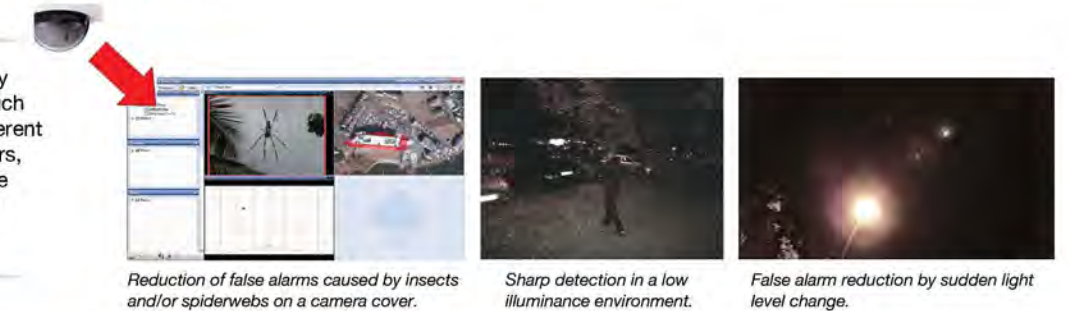 y
ch
erent
rs,
e
Reduction of false alarms caused by insects
and/or spiderwebs on a camera cover.
Sharp detection in a low
illuminance environment.
False alarm reduction by sudden light
level change.